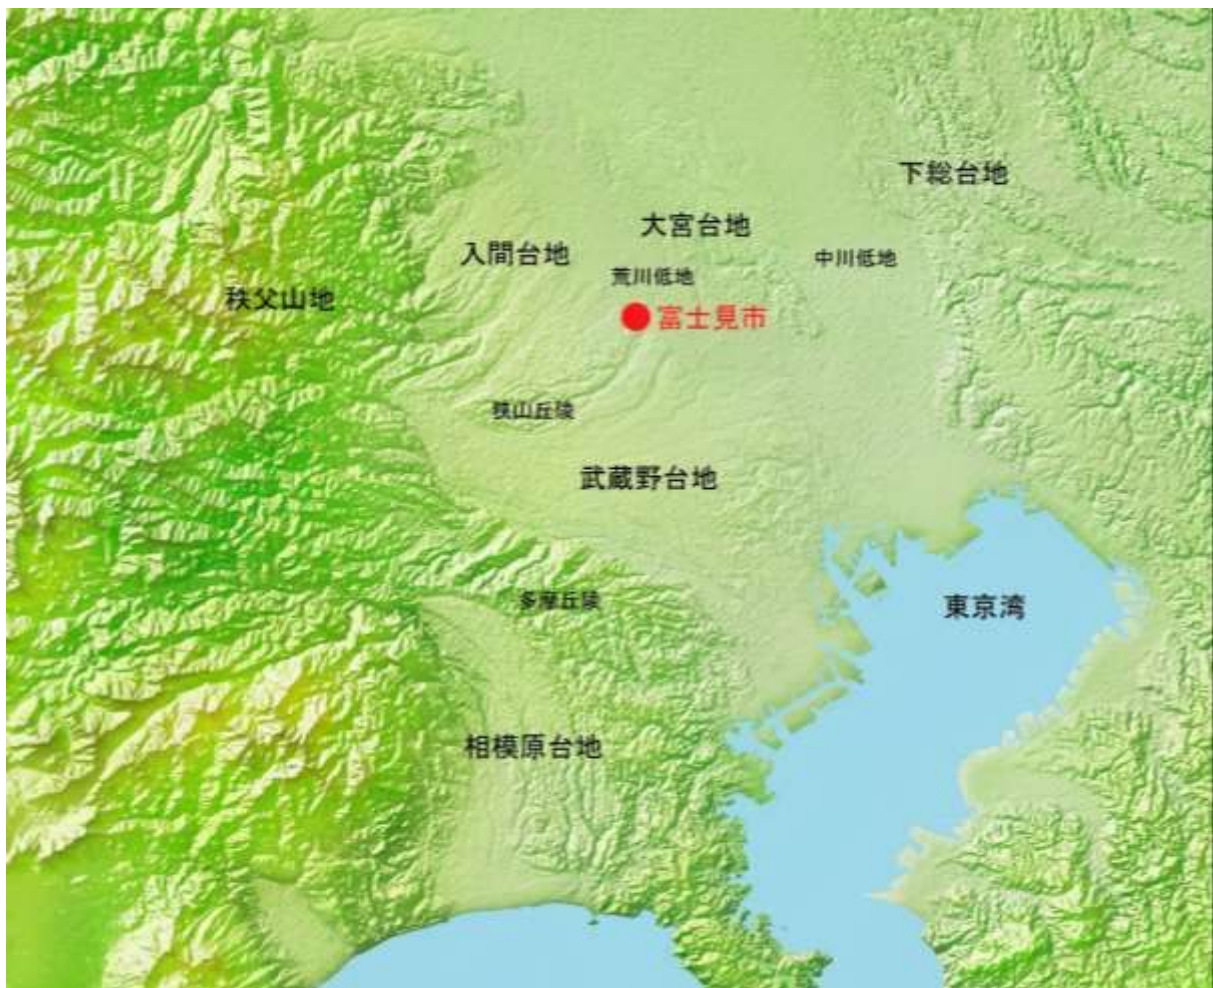 下総台地
大宮台地
入間台地
中川低地
荒川低地
秩父山地
富士見市
狭山丘陵
武蔵野台地
多摩丘陵
東京湾
相模原台地